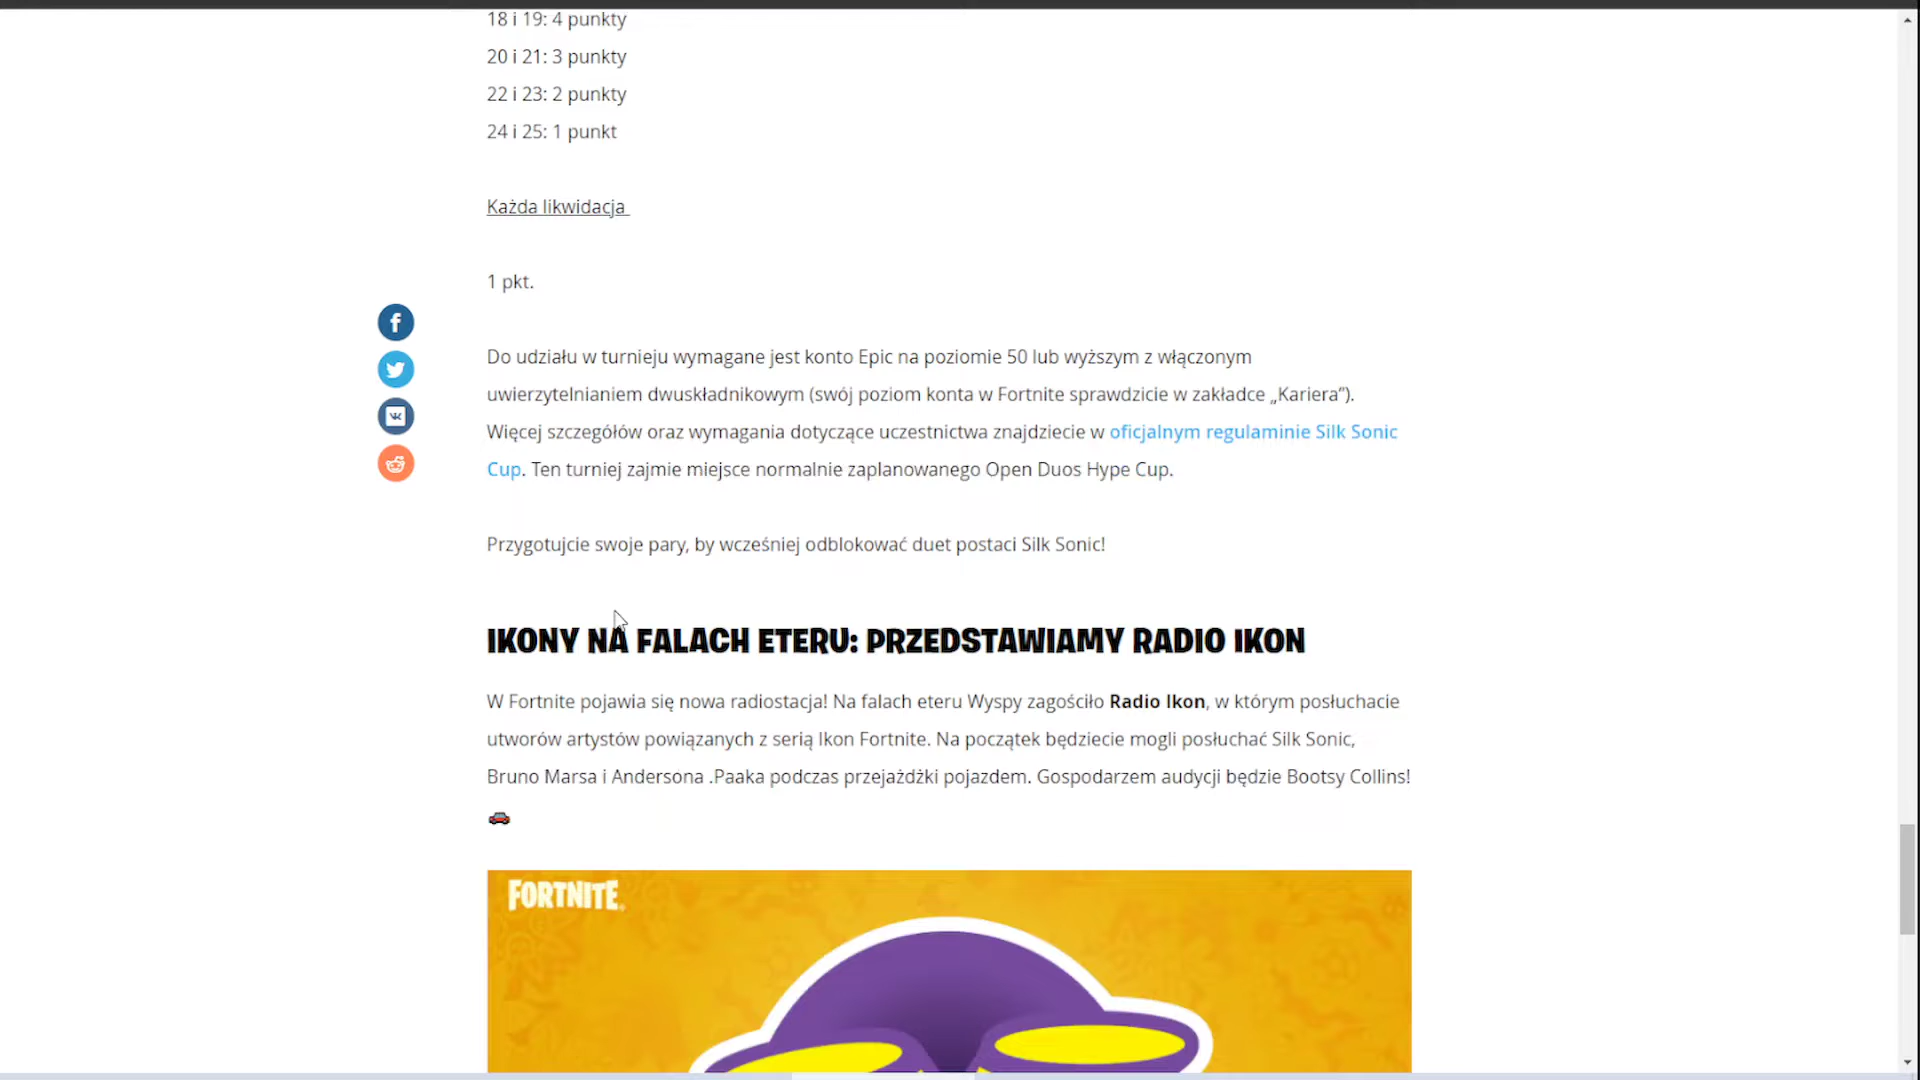 18 i 19: 4 punkty
20 i 21: 3 punkty
22 i 23: 2 punkty
24 i 25: 1 punkt
Każda likwidacja
1 pkt.
Do udziału w turnieju wymagane jest konto Epic na poziomie 50 lub wyższym z włączonym
uwierzytelnianiem dwuskładnikowym (swój poziom konta w Fortnite sprawdzicie w zakładce „Kariera”).
Więcej szczegółów oraz wymagania dotyczące uczestnictwa znajdziecie w oficjalnym regulaminie Silk Sonic
Cup. Ten turniej zajmie miejsce normalnie zaplanowanego Open Duos Hype Cup.
Przygotujcie swoje pary, by wcześniej odblokować duet postaci Silk Sonic!
IKONY NA FALACH ETERU: PRZEDSTAWIAMY RADIO IKON
W Fortnite pojawia się nowa radiostacja! Na falach eteru Wyspy zagościło Radio Ikon, w którym posłuchacie
utworów artystów powiązanych z serią Ikon Fortnite. Na początek będziecie mogli posłuchać Silk Sonic,
Bruno Marsa i Andersona .Paaka podczas przejażdżki pojazdem. Gospodarzem audycji będzie Bootsy Collins!
FORTNITE